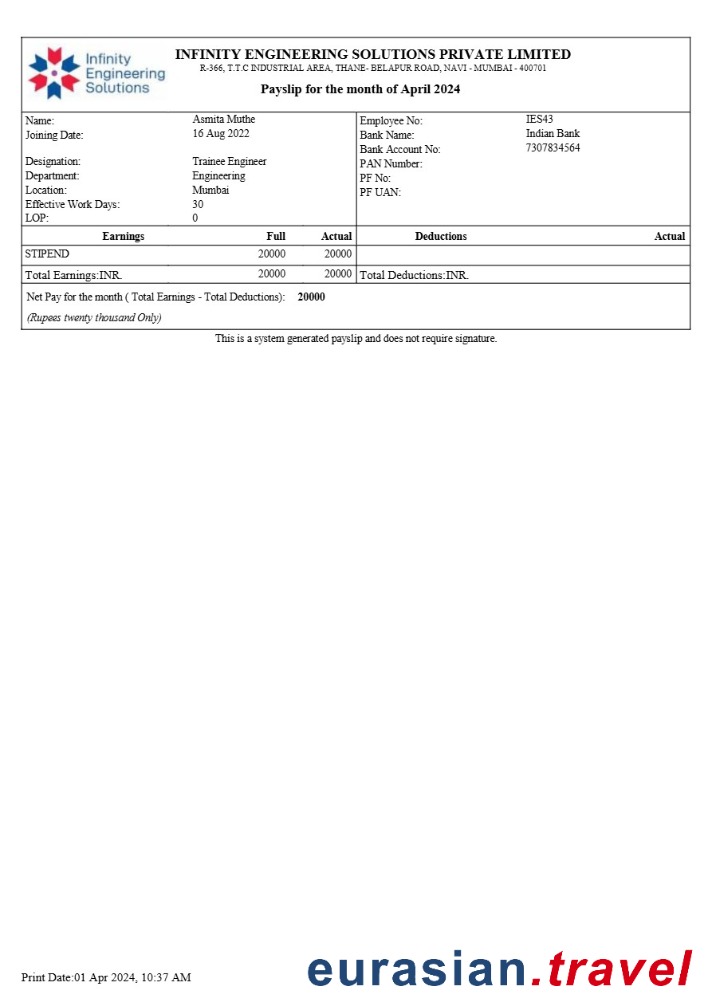 Infinity
Engineering
Solutions
INFINITY ENGINEERING SOLUTIONS PRIVATE LIMITED
R-366, T.T.C INDUSTRIAL AREA, THANE- BELAPUR ROAD, NAVI - MUMBAI - 400701
Payslip for the month of April 2024
Name: Asmita Muthe
Joining Date: 16 Aug 2022
Designation: Trainee Engineer
Department: Engineering
Location: Mumbai
Effective Work Days: 30
LOP: 0
Employee No: IES43
Bank Name: Indian Bank
Bank Account No: 7307834564
PAN Number:
PF No:
PF UAN:
Earnings Full Actual Deductions Actual
STIPEND 20000 20000
Total Earnings:INR. 20000 20000 Total Deductions:INR.
Net Pay for the month ( Total Earnings - Total Deductions): 20000
(Rupees twenty thousand Only)
This is a system generated payslip and does not require signature.
Print Date:01 Apr 2024, 10:37 AM
eurasian.travel